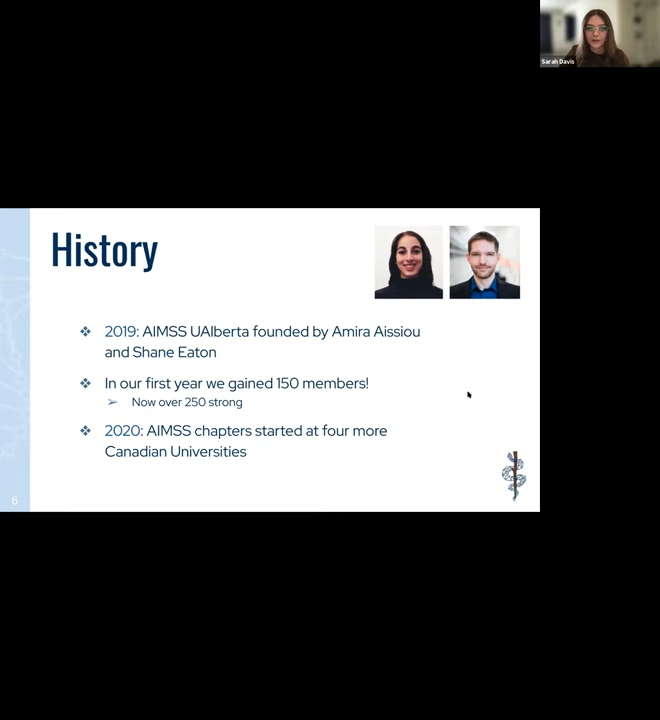 Sarah Davis
History
❖ 2019: AIMSS UAlberta founded by Amira Aissiou
and Shane Eaton
❖ In our first year we gained 150 members!
➢ Now over 250 strong
❖ 2020: AIMSS chapters started at four more
Canadian Universities
6